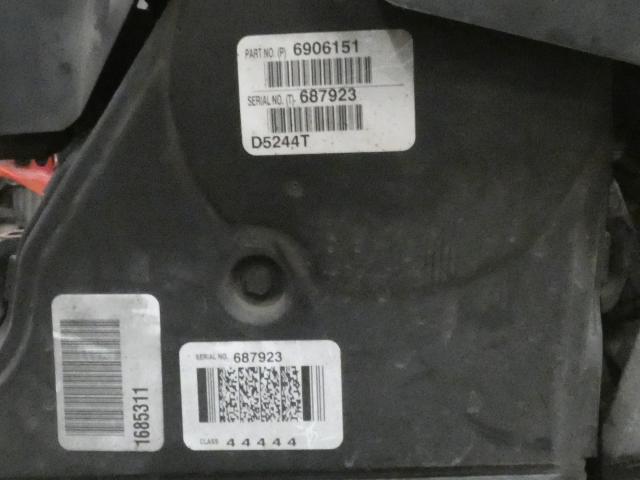 PART NO. (P) 6906151
SERIAL NO. (T) 687923
D5244T
1685311
SERIAL NO. 687923
CLASS 44444